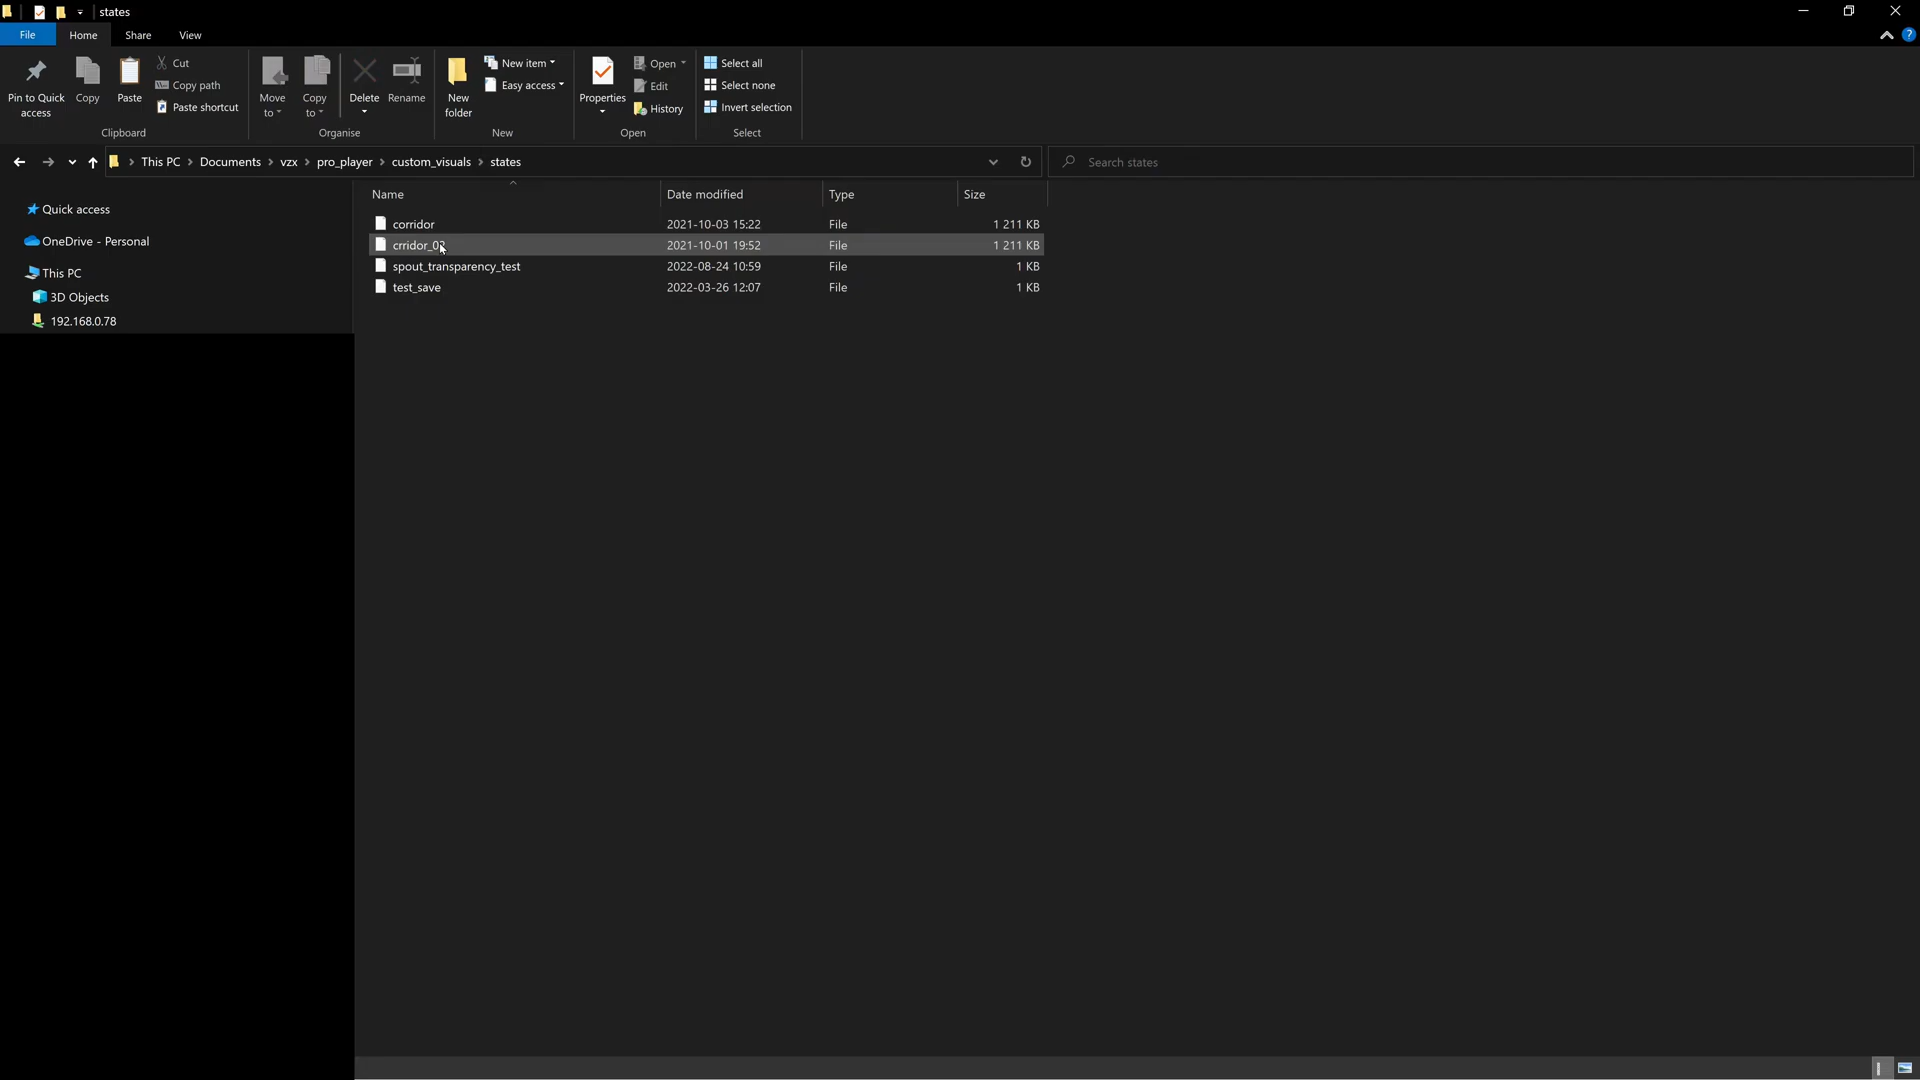 states
File Home Share View
Pin to Quick access
Copy
Paste
Cut
Copy path
Paste shortcut
Clipboard
Move to
Copy to
Delete
Rename
Organise
New folder
New item
Easy access
New
Properties
Open
Edit
History
Open
Select all
Select none
Invert selection
Select
This PC > Documents > vzx > pro_player > custom_visuals > states
Search states
Name Date modified Type Size
corridor 2021-10-03 15:22 File 1 211 KB
crridor_02 2021-10-01 19:52 File 1 211 KB
spout_transparency_test 2022-08-24 10:59 File 1 KB
test_save 2022-03-26 12:07 File 1 KB
Quick access
OneDrive - Personal
This PC
3D Objects
192.168.0.78